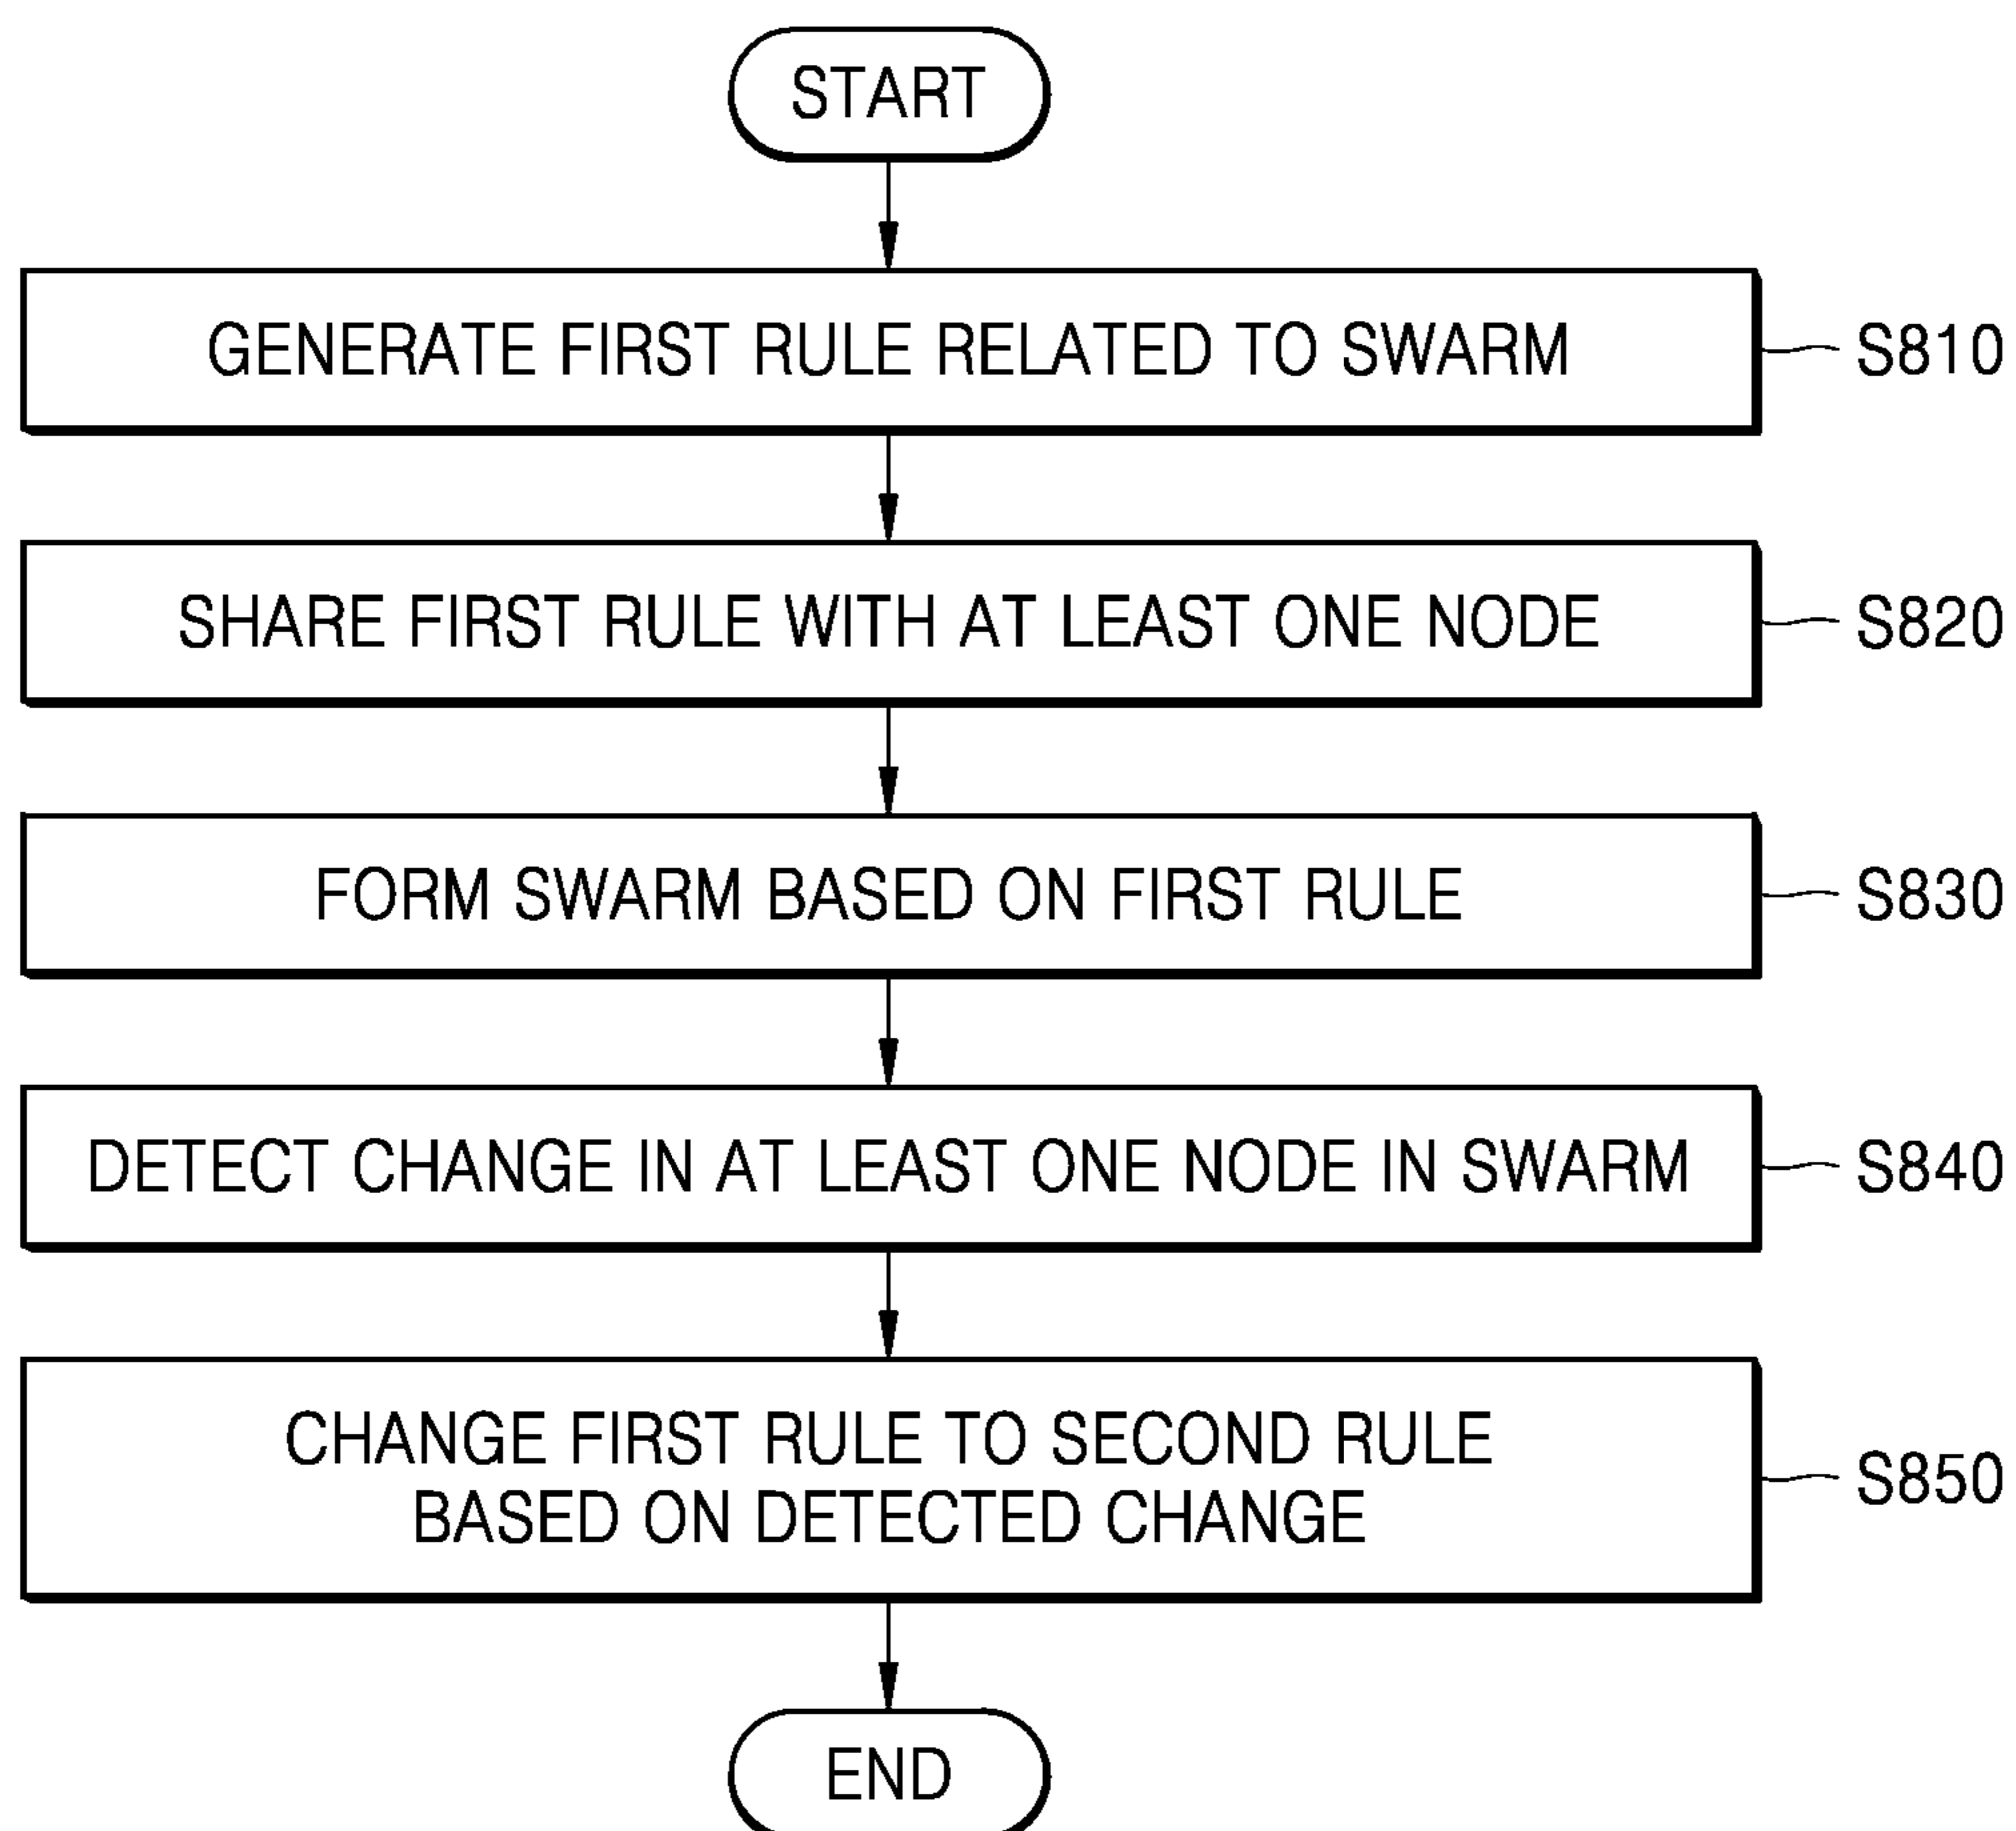 START
GENERATE FIRST RULE RELATED TO SWARM
S810
SHARE FIRST RULE WITH AT LEAST ONE NODE
S820
FORM SWARM BASED ON FIRST RULE
S830
DETECT CHANGE IN AT LEAST ONE NODE IN SWARM
S840
CHANGE FIRST RULE TO SECOND RULE
BASED ON DETECTED CHANGE
S850
END